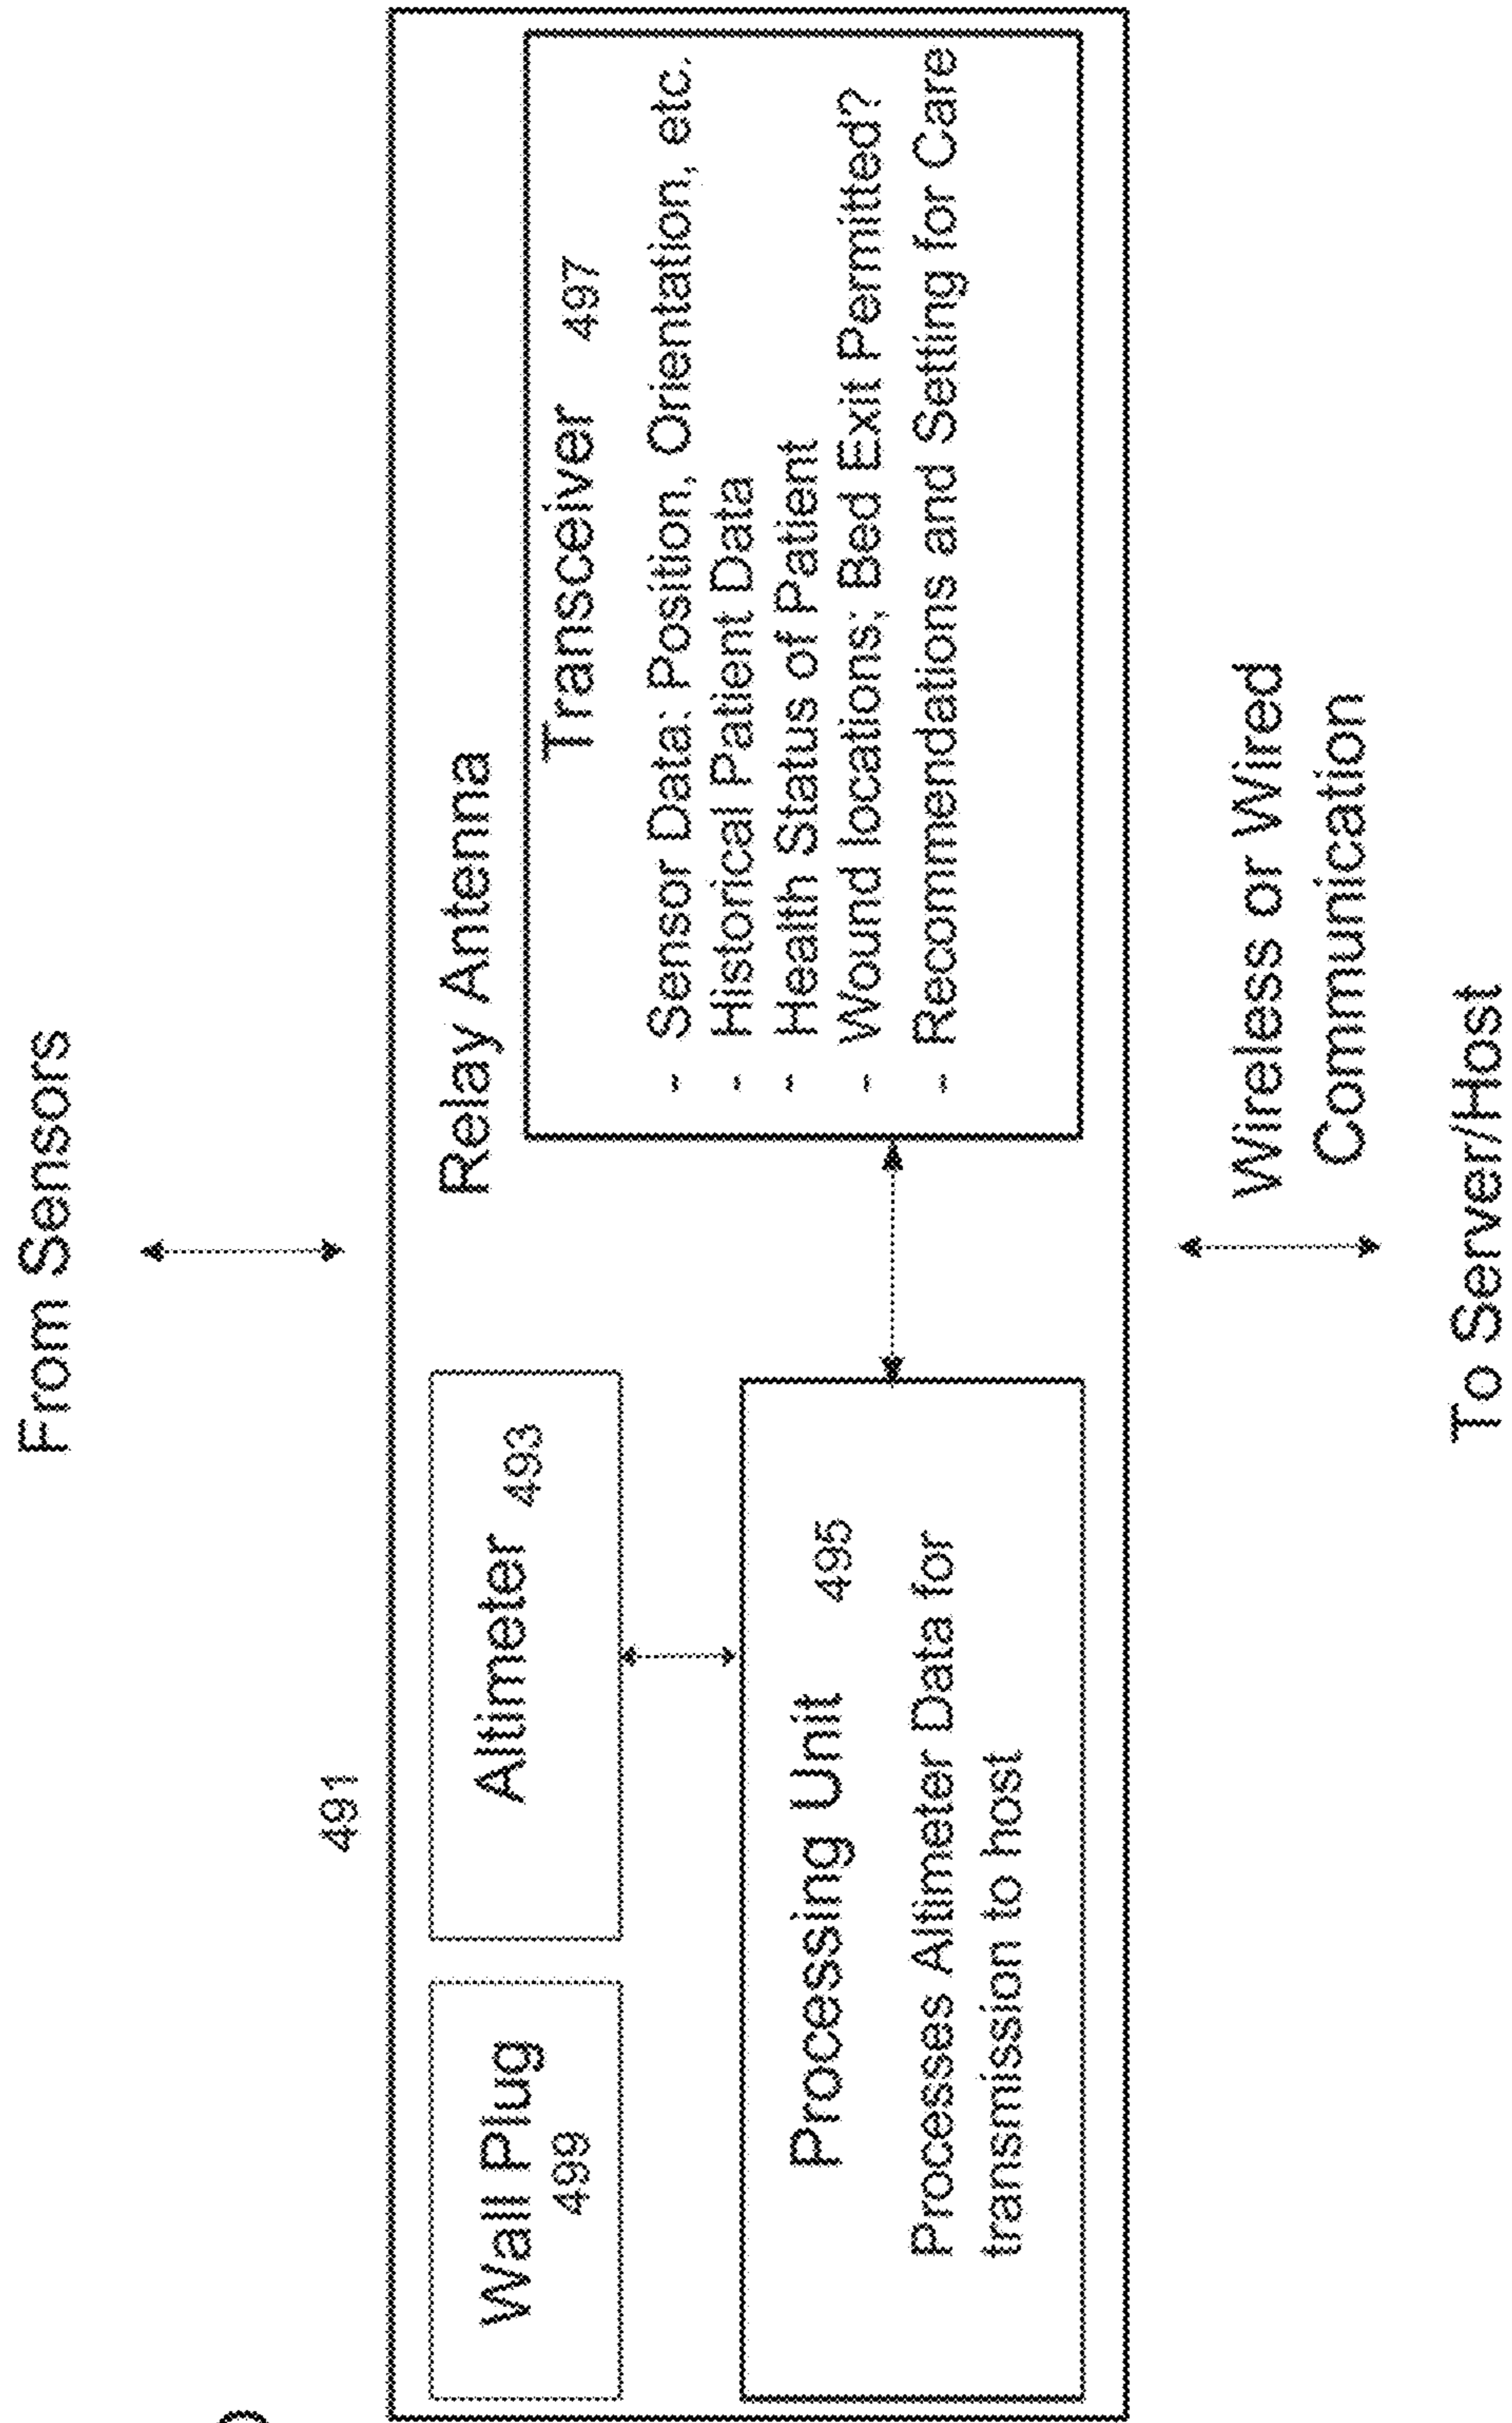 From Sensors
491
Relay Antenna
Wall Plug
499
Altimeter 493
Transceiver 497
- Sensor Data: Position, Orientation, etc.
- Historical Patient Data
- Health Status of Patient
- Wound locations; Bed Exit Permitted?
- Recommendations and Setting for Care
Processing Unit 495
Processes Altimeter Data for
transmission to host
Wireless or Wired
Communication
To Server/Host